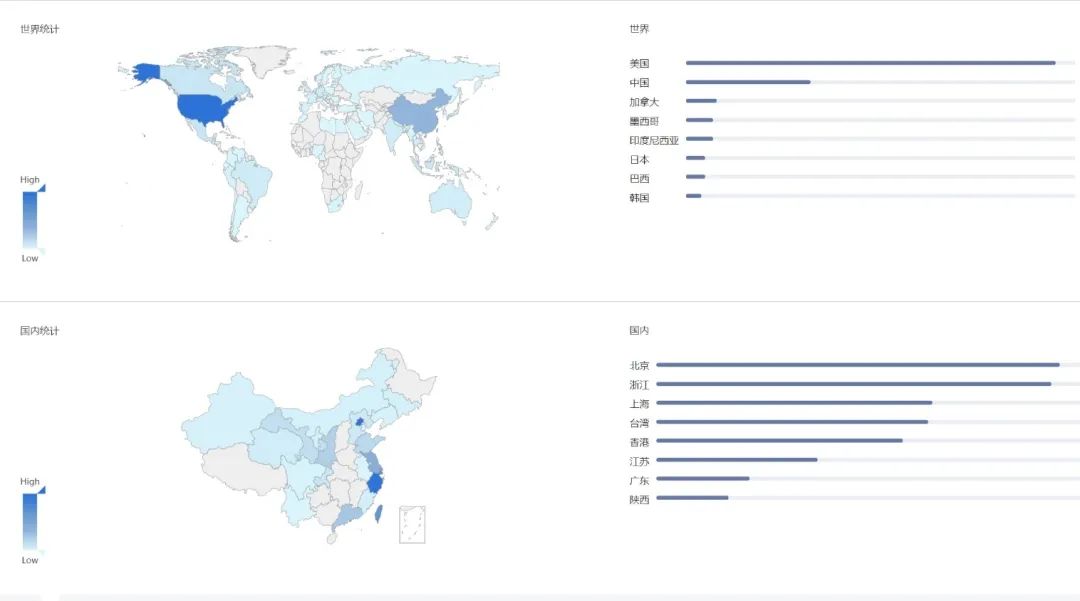 世界统计
High
Low
世界
美国
中国
加拿大
墨西哥
印度尼西亚
日本
巴西
韩国
国内统计
High
Low
国内
北京
浙江
上海
台湾
香港
江苏
广东
陕西